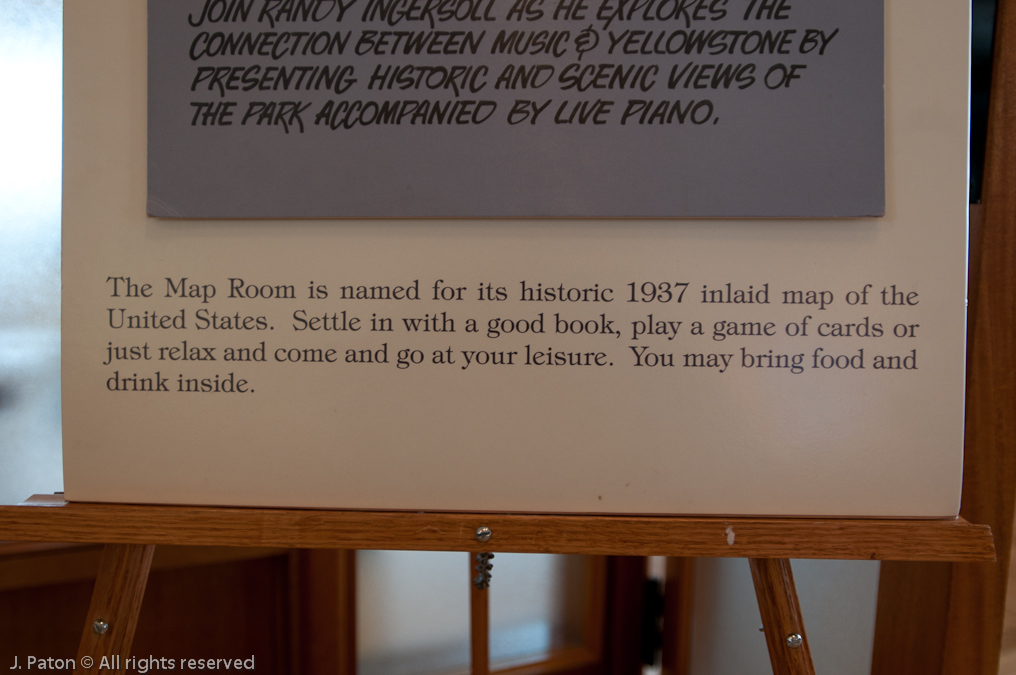 JOIN RANDY INGERSOLL AS HE EXPLORES THE
CONNECTION BETWEEN MUSIC & YELLOWSTONE BY
PRESENTING HISTORIC AND SCENIC VIEWS OF
THE PARK ACCOMPANIED BY LIVE PIANO.
The Map Room is named for its historic 1937 inlaid map of the
United States. Settle in with a good book, play a game of cards or
just relax and come and go at your leisure. You may bring food and
drink inside.
J. Paton © All rights reserved